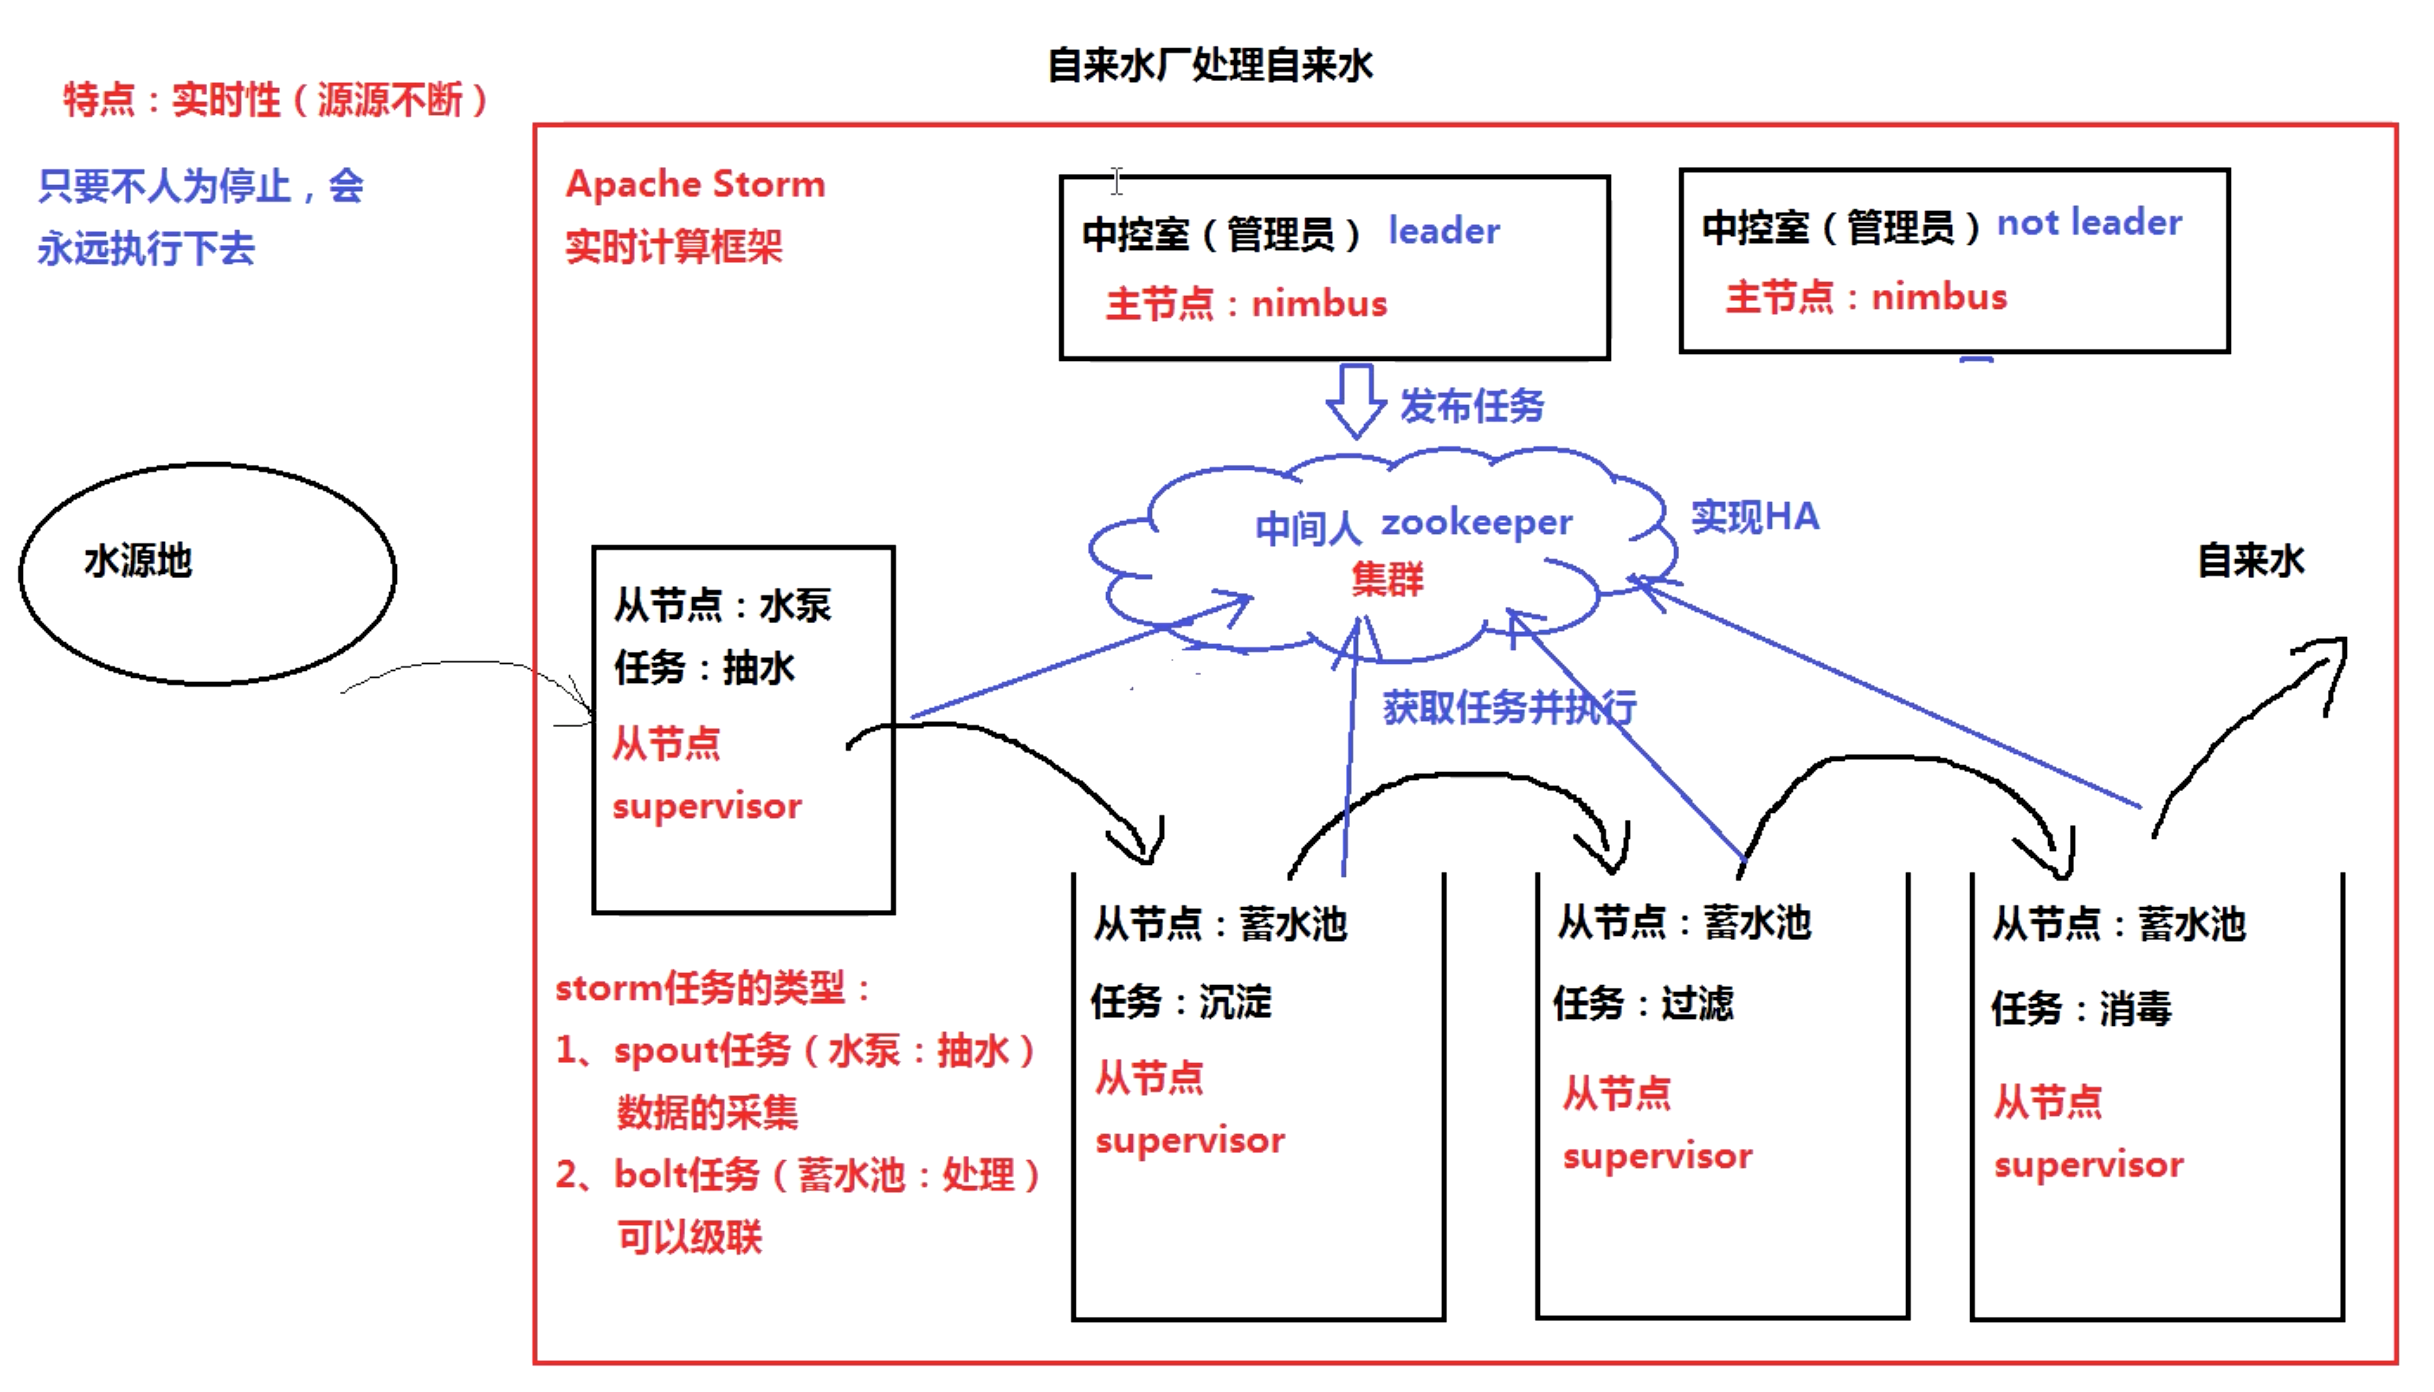 自来水厂处理自来水
特点：实时性（源源不断）
只要不人为停止，会
永远执行下去
Apache Storm
实时计算框架
中控室（管理员） leader
主节点：nimbus
中控室（管理员）not leader
主节点：nimbus
发布任务
中间人 zookeeper
集群
实现HA
水源地
自来水
从节点：水泵
任务：抽水
从节点
supervisor
获取任务并执行
storm任务的类型：
1、spout任务（水泵：抽水）
数据的采集
2、bolt任务（蓄水池：处理）
可以级联
从节点：蓄水池
任务：沉淀
从节点
supervisor
从节点：蓄水池
任务：过滤
从节点
supervisor
从节点：蓄水池
任务：消毒
从节点
supervisor